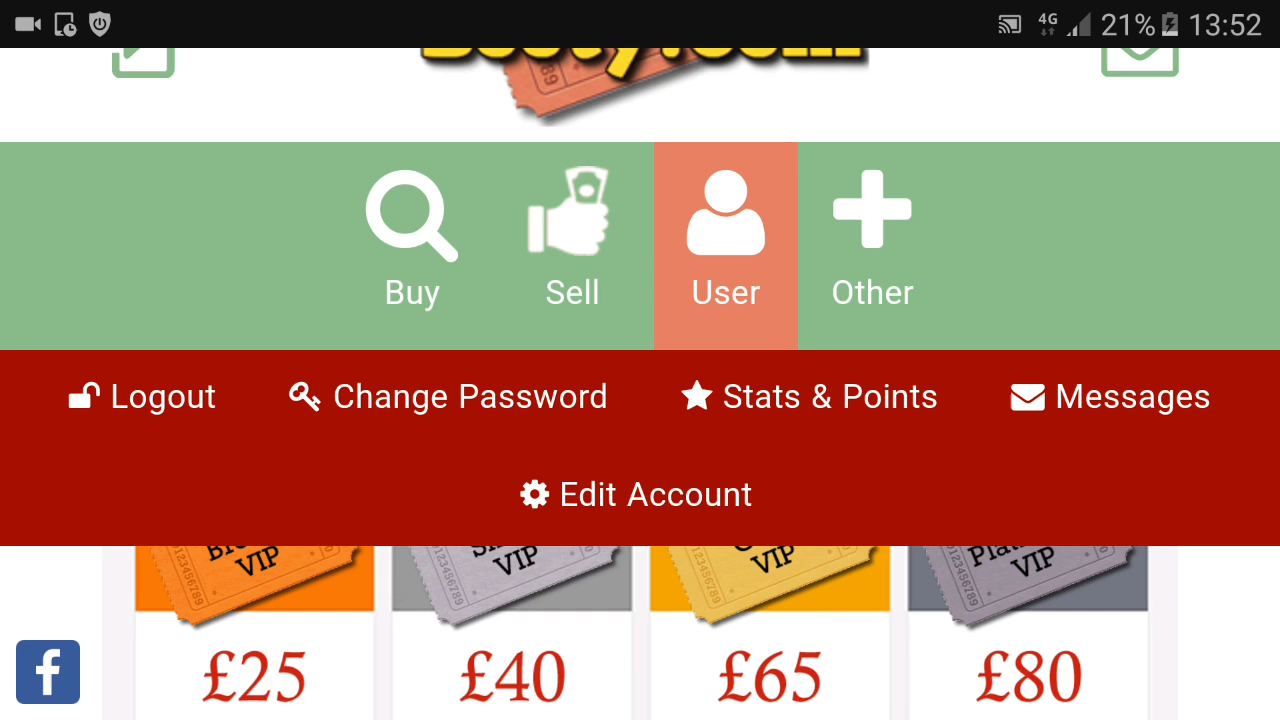 4G 21% 13:52
Buy Sell User Other
Logout Change Password Stats & Points Messages
Edit Account
VIP VIP VIP VIP
£25 £40 £65 £80